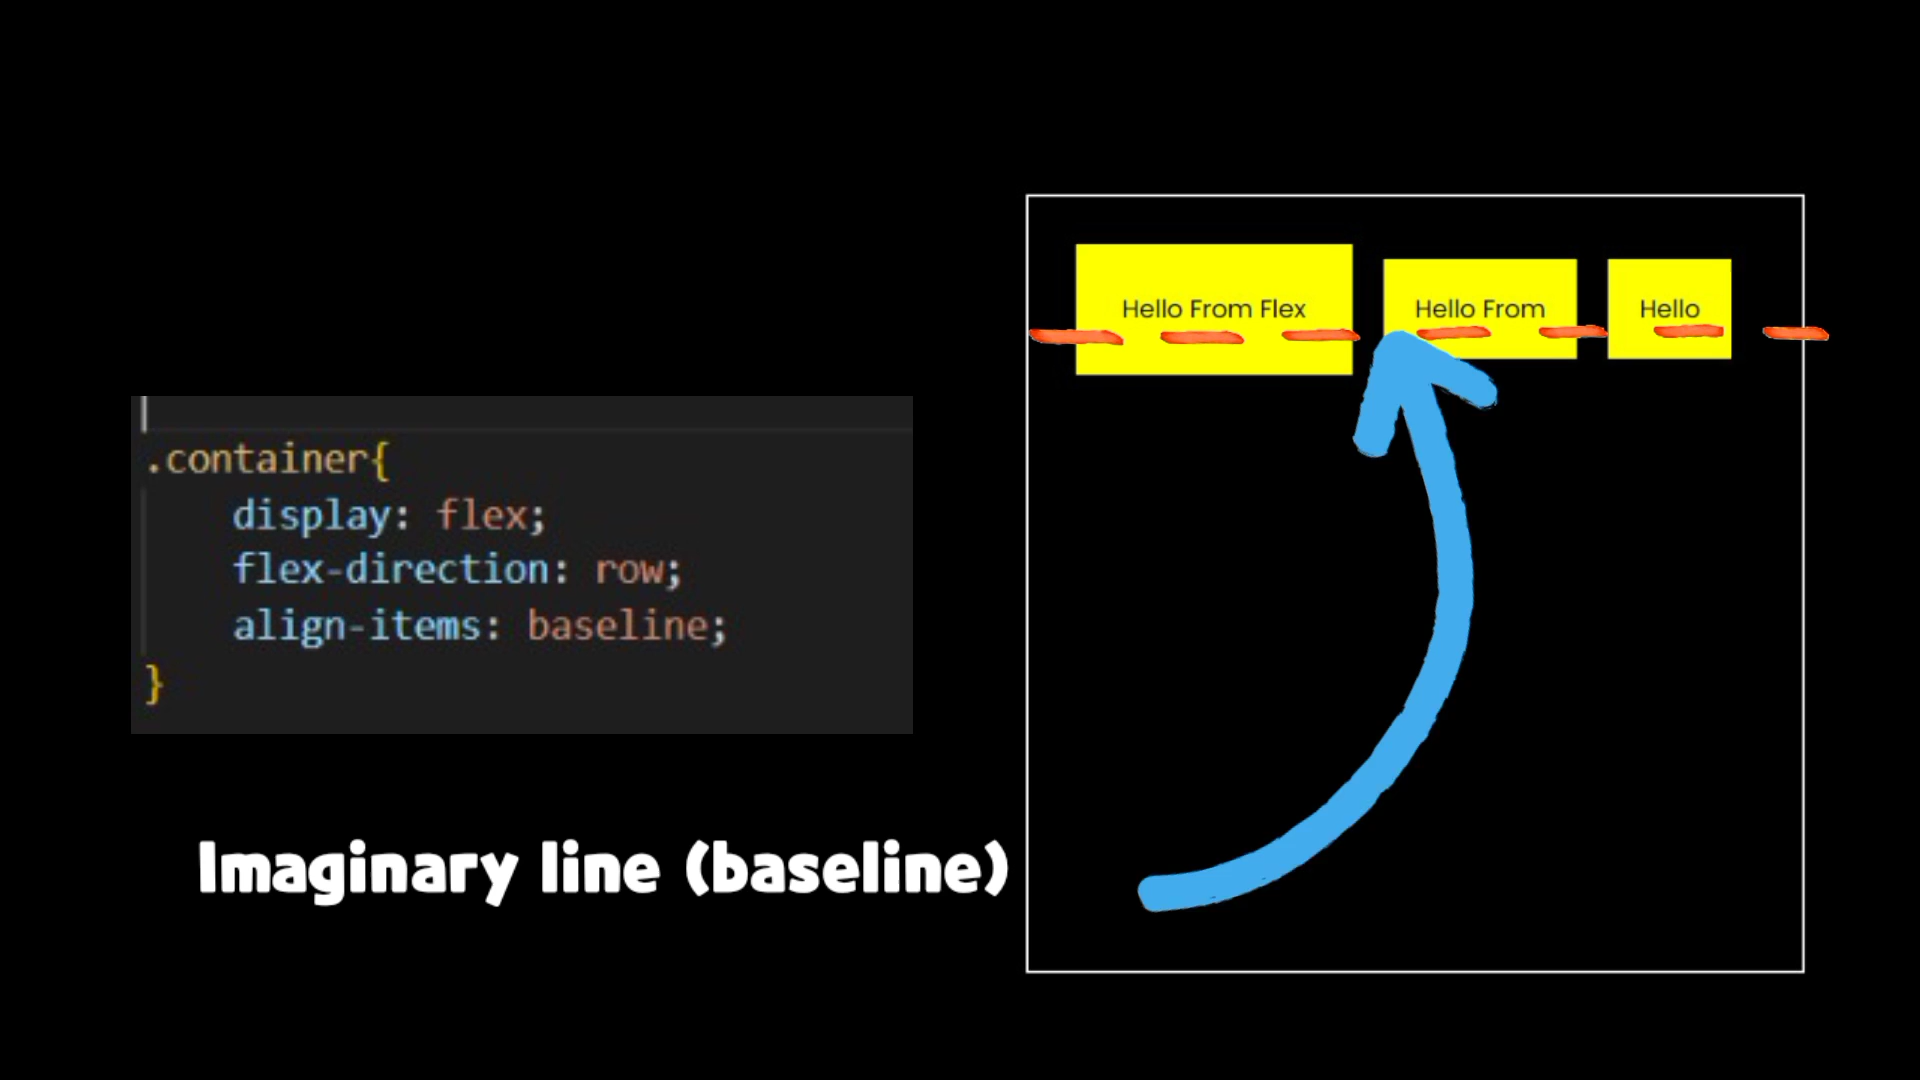 .container{
display: flex;
flex-direction: row;
align-items: baseline;
}
Imaginary line (baseline)
Hello From Flex
Hello From
Hello